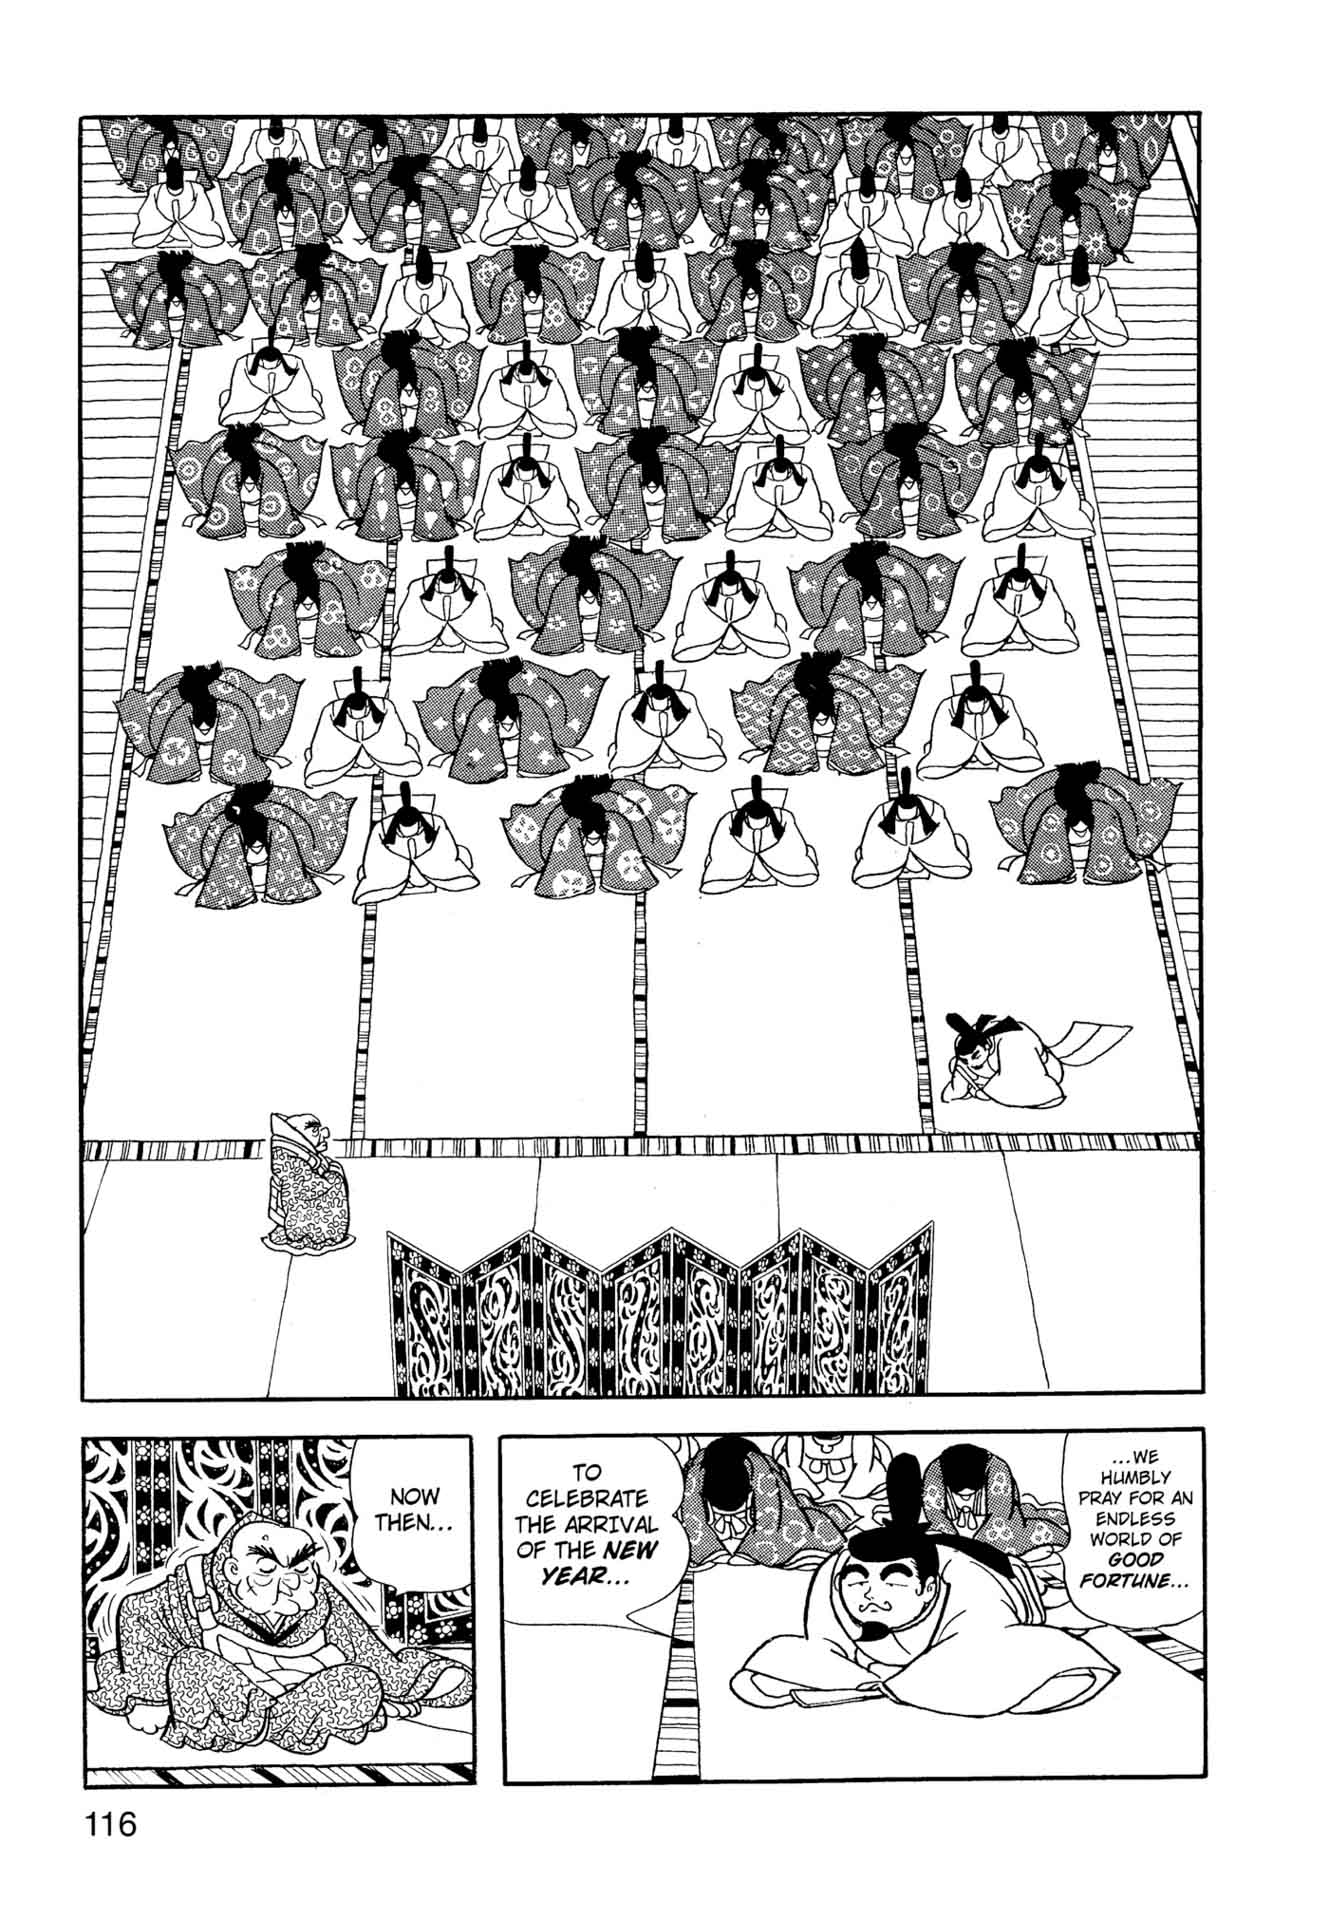 ...WE
HUMBLY
PRAY FOR AN
ENDLESS
WORLD OF
GOOD
FORTUNE...
TO
CELEBRATE
THE ARRIVAL
OF THE NEW
YEAR...
NOW
THEN...
116